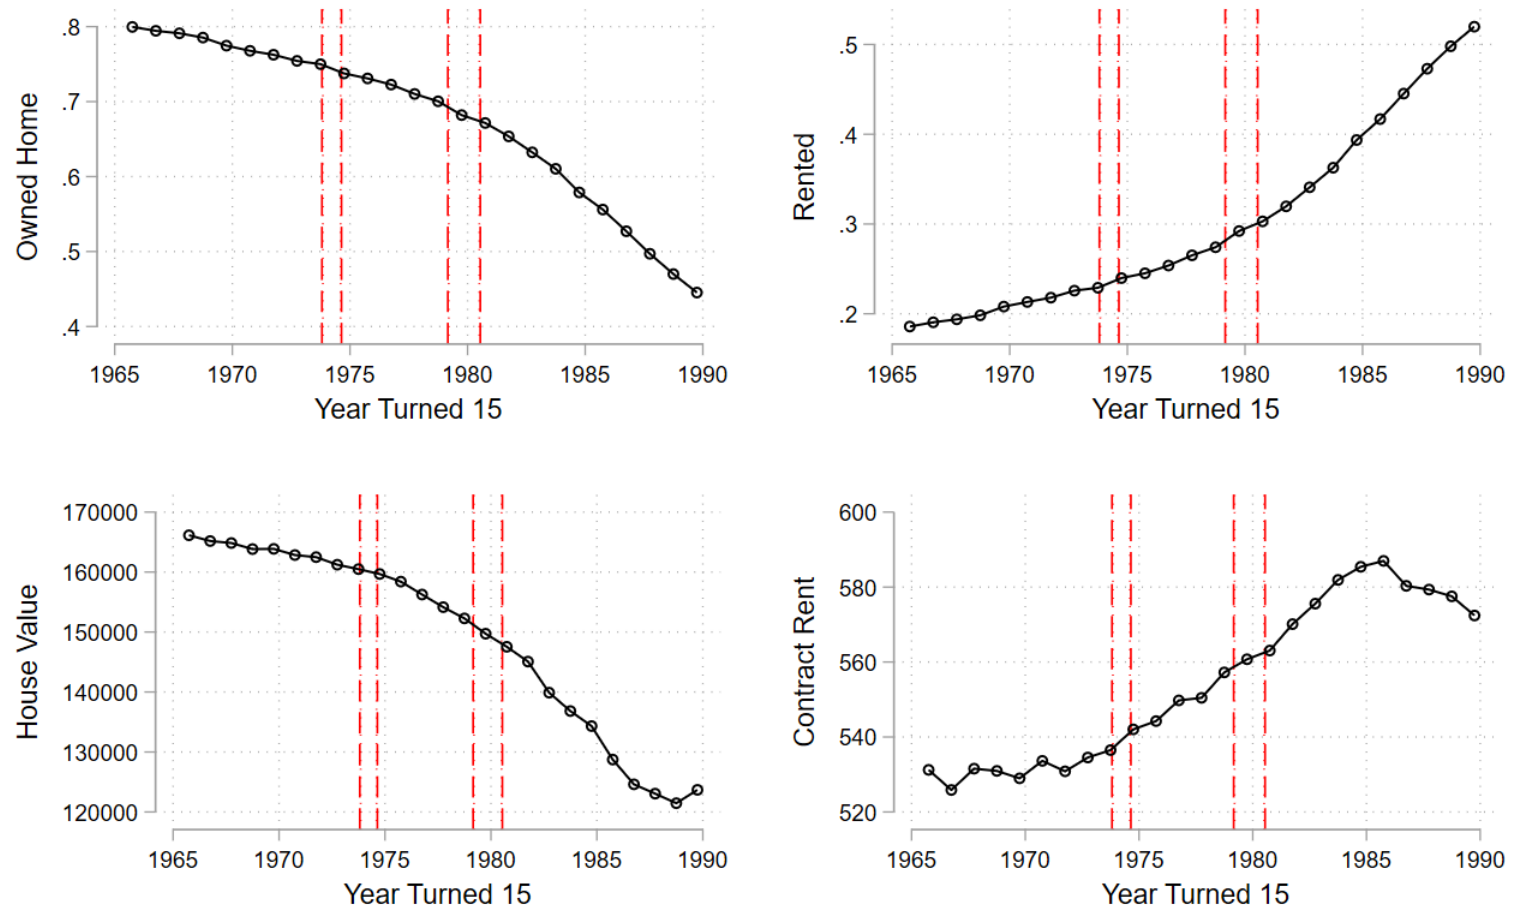 Owned Home
.8
.7
.6
.5
.4
1965 1970 1975 1980 1985 1990
Year Turned 15
Rented
.5
.4
.3
.2
1965 1970 1975 1980 1985 1990
Year Turned 15
House Value
170000
160000
150000
140000
130000
120000
1965 1970 1975 1980 1985 1990
Year Turned 15
Contract Rent
600
580
560
540
520
1965 1970 1975 1980 1985 1990
Year Turned 15